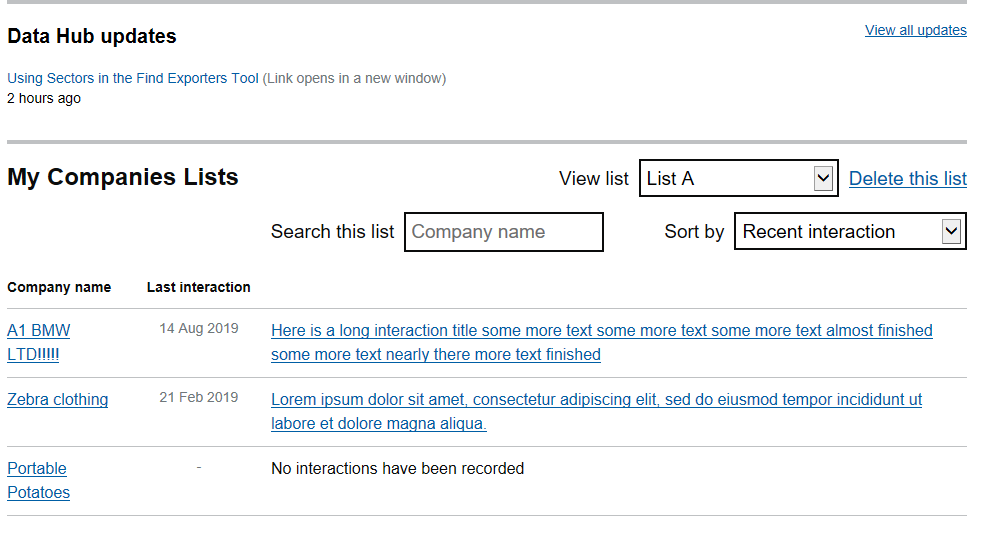 Data Hub updates View all updates
Using Sectors in the Find Exporters Tool (Link opens in a new window)
2 hours ago
My Companies Lists View list List A Delete this list
Search this list Company name Sort by Recent interaction
Company name Last interaction
A1 BMW 14 Aug 2019 Here is a long interaction title some more text some more text some more text almost finished
LTD!!!!! some more text nearly there more text finished
Zebra clothing 21 Feb 2019 Lorem ipsum dolor sit amet, consectetur adipiscing elit, sed do eiusmod tempor incididunt ut
labore et dolore magna aliqua.
Portable - No interactions have been recorded
Potatoes